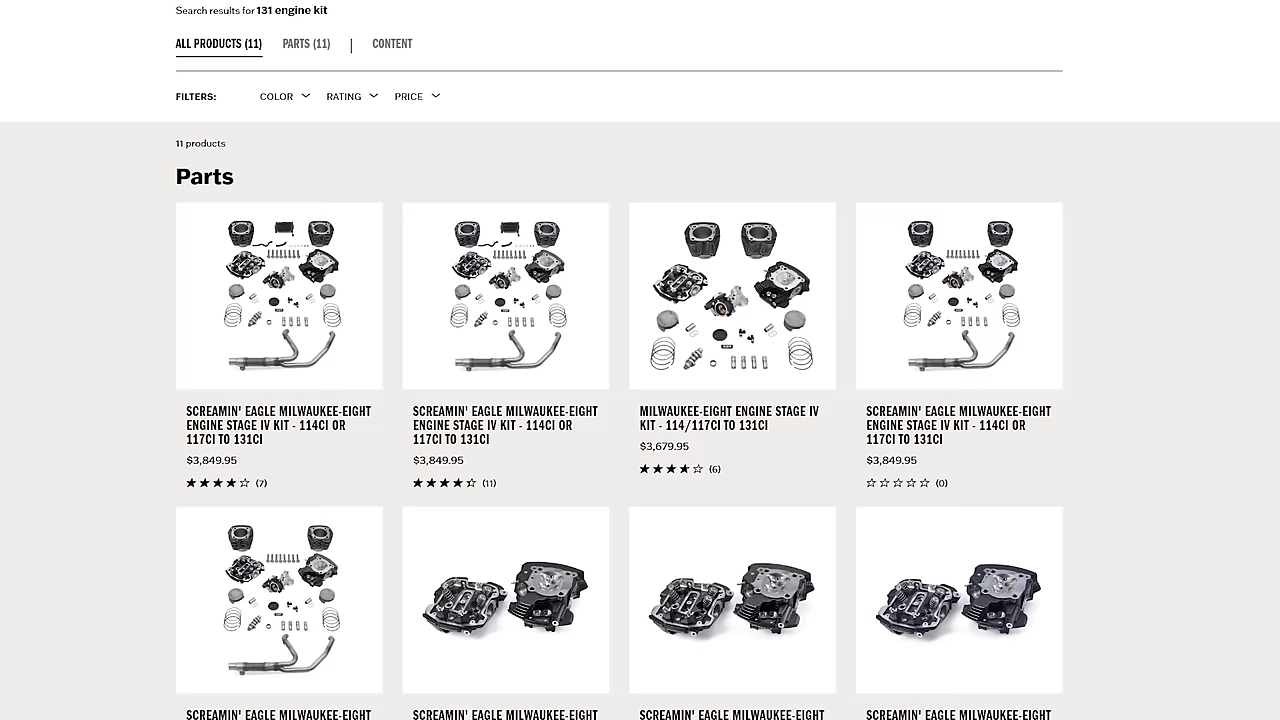 Search results for 131 engine kit
ALL PRODUCTS (11) PARTS (11) | CONTENT
FILTERS: COLOR RATING PRICE
11 products
Parts
SCREAMIN' EAGLE MILWAUKEE-EIGHT
ENGINE STAGE IV KIT - 114CI OR
117CI TO 131CI
$3,849.95
(7)
SCREAMIN' EAGLE MILWAUKEE-EIGHT
ENGINE STAGE IV KIT - 114CI OR
117CI TO 131CI
$3,849.95
(11)
MILWAUKEE-EIGHT ENGINE STAGE IV
KIT - 114/117CI TO 131CI
$3,679.95
(6)
SCREAMIN' EAGLE MILWAUKEE-EIGHT
ENGINE STAGE IV KIT - 114CI OR
117CI TO 131CI
$3,849.95
(0)
SCREAMIN' EAGLE MILWAUKEE-EIGHT
SCREAMIN' EAGLE MILWAUKEE-EIGHT
SCREAMIN' EAGLE MILWAUKEE-EIGHT
SCREAMIN' EAGLE MILWAUKEE-EIGHT